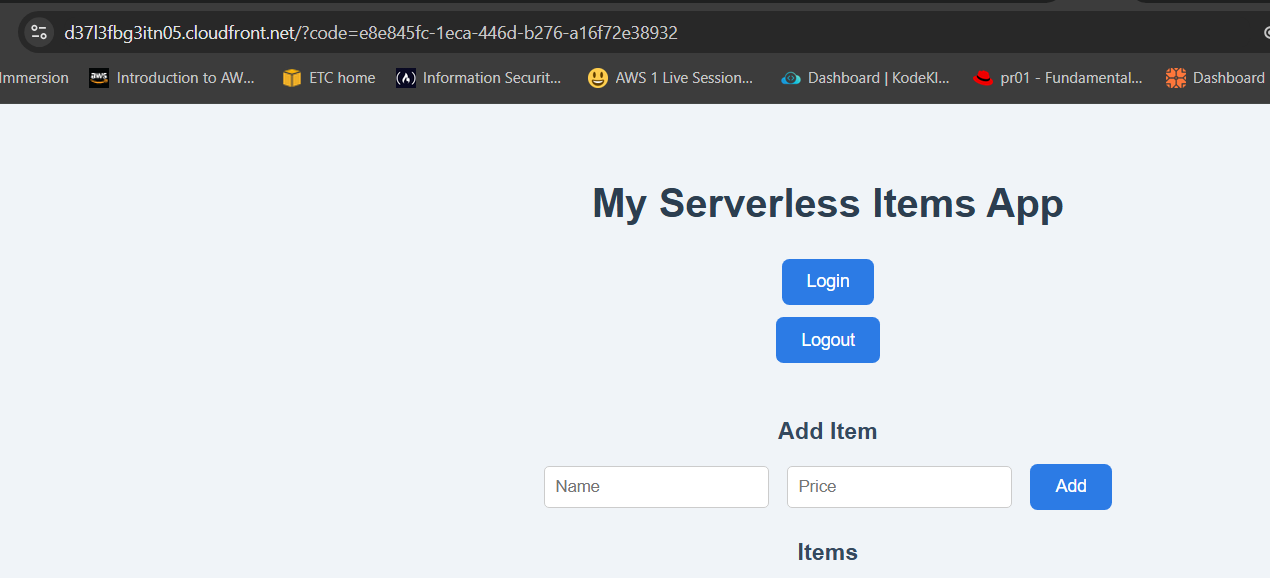 d37l3fbg3itn05.cloudfront.net/?code=e8e845fc-1eca-446d-b276-a16f72e38932
Immersion aws Introduction to AW... ETC home Information Securit... AWS 1 Live Session... Dashboard | KodeKl... pr01 - Fundamental... Dashboard
My Serverless Items App
Login
Logout
Add Item
Name Price Add
Items